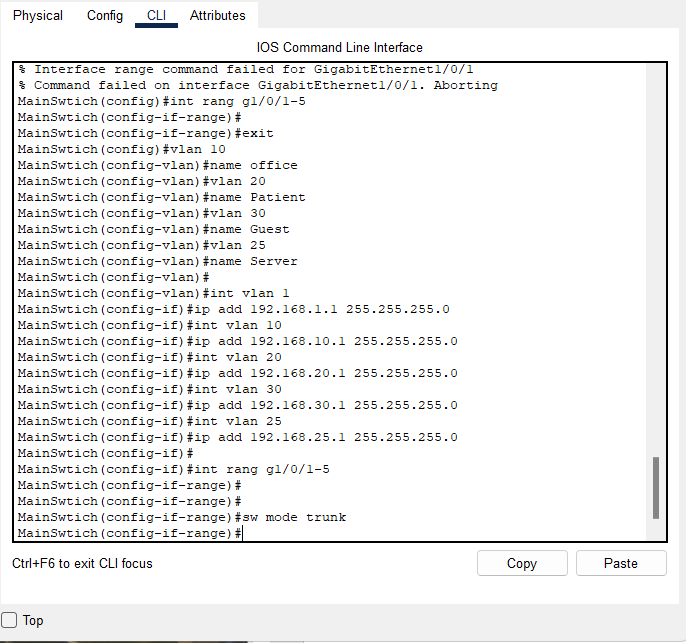 Physical Config CLI Attributes
IOS Command Line Interface
% Interface range command failed for GigabitEthernet1/0/1
% Command failed on interface GigabitEthernet1/0/1. Aborting
MainSwtich(config)#int rang g1/0/1-5
MainSwtich(config-if-range)#
MainSwtich(config-if-range)#exit
MainSwtich(config)#vlan 10
MainSwtich(config-vlan)#name office
MainSwtich(config-vlan)#vlan 20
MainSwtich(config-vlan)#name Patient
MainSwtich(config-vlan)#vlan 30
MainSwtich(config-vlan)#name Guest
MainSwtich(config-vlan)#vlan 25
MainSwtich(config-vlan)#name Server
MainSwtich(config-vlan)#
MainSwtich(config-vlan)#int vlan 1
MainSwtich(config-if)#ip add 192.168.1.1 255.255.255.0
MainSwtich(config-if)#int vlan 10
MainSwtich(config-if)#ip add 192.168.10.1 255.255.255.0
MainSwtich(config-if)#int vlan 20
MainSwtich(config-if)#ip add 192.168.20.1 255.255.255.0
MainSwtich(config-if)#int vlan 30
MainSwtich(config-if)#ip add 192.168.30.1 255.255.255.0
MainSwtich(config-if)#int vlan 25
MainSwtich(config-if)#ip add 192.168.25.1 255.255.255.0
MainSwtich(config-if)#
MainSwtich(config-if)#int rang g1/0/1-5
MainSwtich(config-if-range)#
MainSwtich(config-if-range)#
MainSwtich(config-if-range)#sw mode trunk
MainSwtich(config-if-range)#
Ctrl+F6 to exit CLI focus Copy Paste
Top